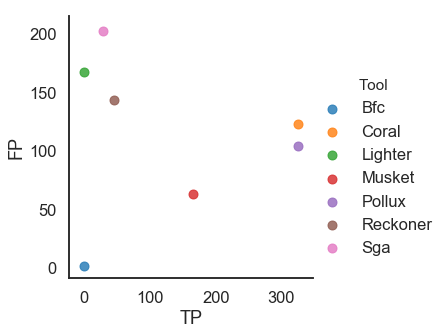 200
150
100
50
0
FP
0 100 200 300
TP
Tool
Bfc
Coral
Lighter
Musket
Pollux
Reckoner
Sga